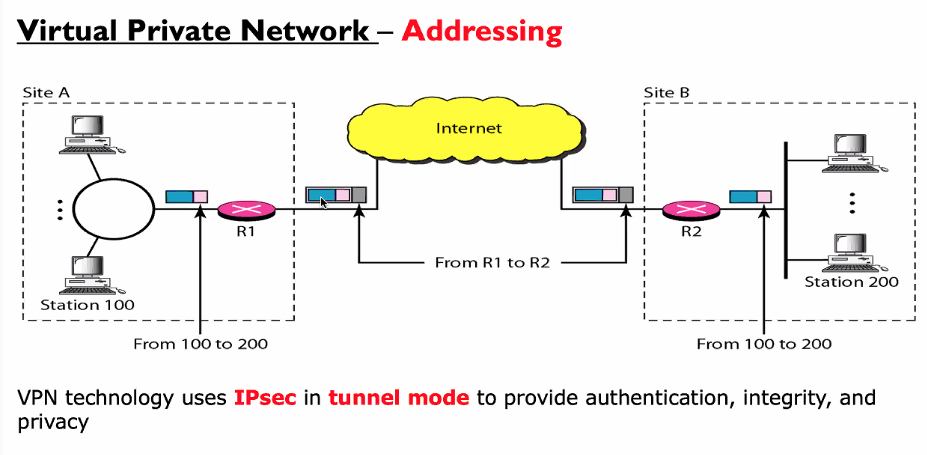 Virtual Private Network – Addressing
Site A
Site B
Internet
R1
R2
From R1 to R2
Station 100
Station 200
From 100 to 200
From 100 to 200
VPN technology uses IPsec in tunnel mode to provide authentication, integrity, and
privacy